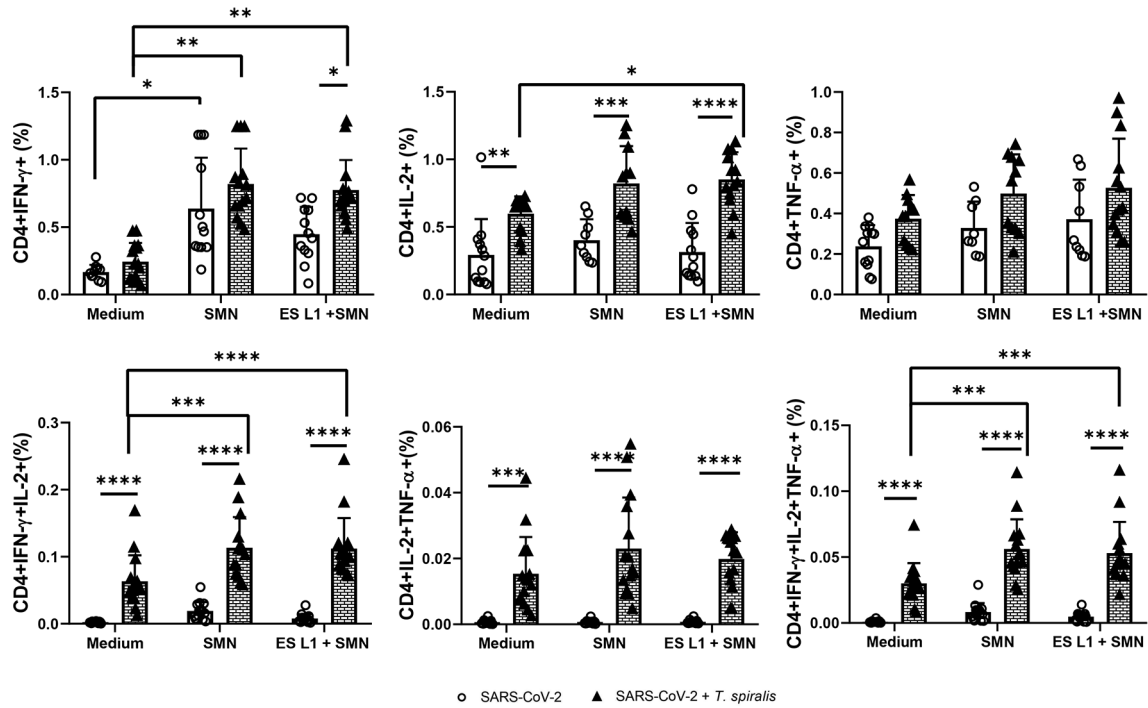 **
**
*
*
1.5
1.0
0.5
0.0
CD4+IFN-γ+ (%)
Medium
SMN
ES L1 +SMN
*
***
****
**
1.5
1.0
0.5
0.0
CD4+IL-2+ (%)
Medium
SMN
ES L1 +SMN
1.0
0.8
0.6
0.4
0.2
0.0
CD4+TNF-α+ (%)
Medium
SMN
ES L1 +SMN
****
***
****
****
****
0.3
0.2
0.1
0.0
CD4+IFN-γ+IL-2+(%)
Medium
SMN
ES L1 + SMN
***
****
****
0.06
0.04
0.02
0.00
CD4+IL-2+TNF-α+(%)
Medium
SMN
ES L1 + SMN
***
***
****
****
****
0.15
0.10
0.05
0.00
CD4+IFN-γ+IL-2+TNF-α+ (%)
Medium
SMN
ES L1 + SMN
SARS-CoV-2
SARS-CoV-2 + T. spiralis